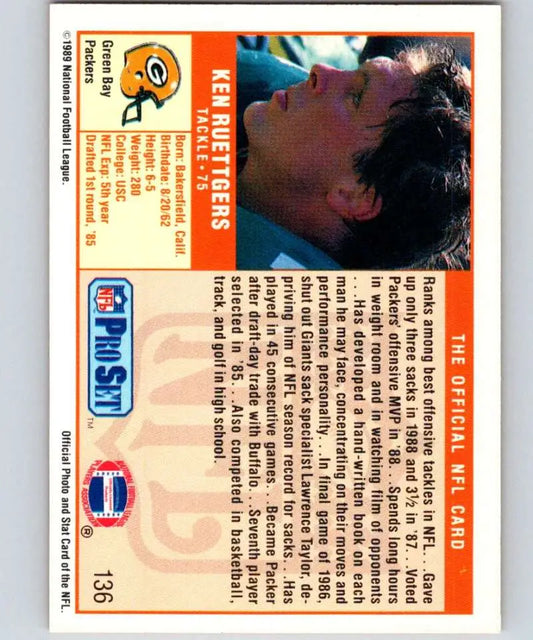 THE OFFICIAL NFL CARD
KEN RUETTGERS
TACKLE • 75
G
Green Bay
Packers
Born: Bakersfield, Calif.
Birthdate: 8/20/62
Height: 6-5
Weight: 280
College: USC
NFL Exp: 5th year
Drafted 1st round, '85
Ranks among best offensive tackles in NFL. . .Gave
up only three sacks in 1988 and 3½ in '87. . .Voted
Packers' offensive MVP in '88. . .Spends long hours
in weight room and in watching film of opponents
. . .Has developed a hand-written book on each
man he may face, concentrating on their moves and
performance personality. . .In final game of 1986,
shut out Giants sack specialist Lawrence Taylor, de-
priving him of NFL season record for sacks. . .Has
played in 45 consecutive games. . .Became Packer
after draft-day trade with Buffalo. . .Seventh player
selected in '85. . .Also competed in basketball,
track, and golf in high school.
NFL
NFL PRO SET TM
®
136
©1989 National Football League.
Official Photo and Stat Card of the NFL.